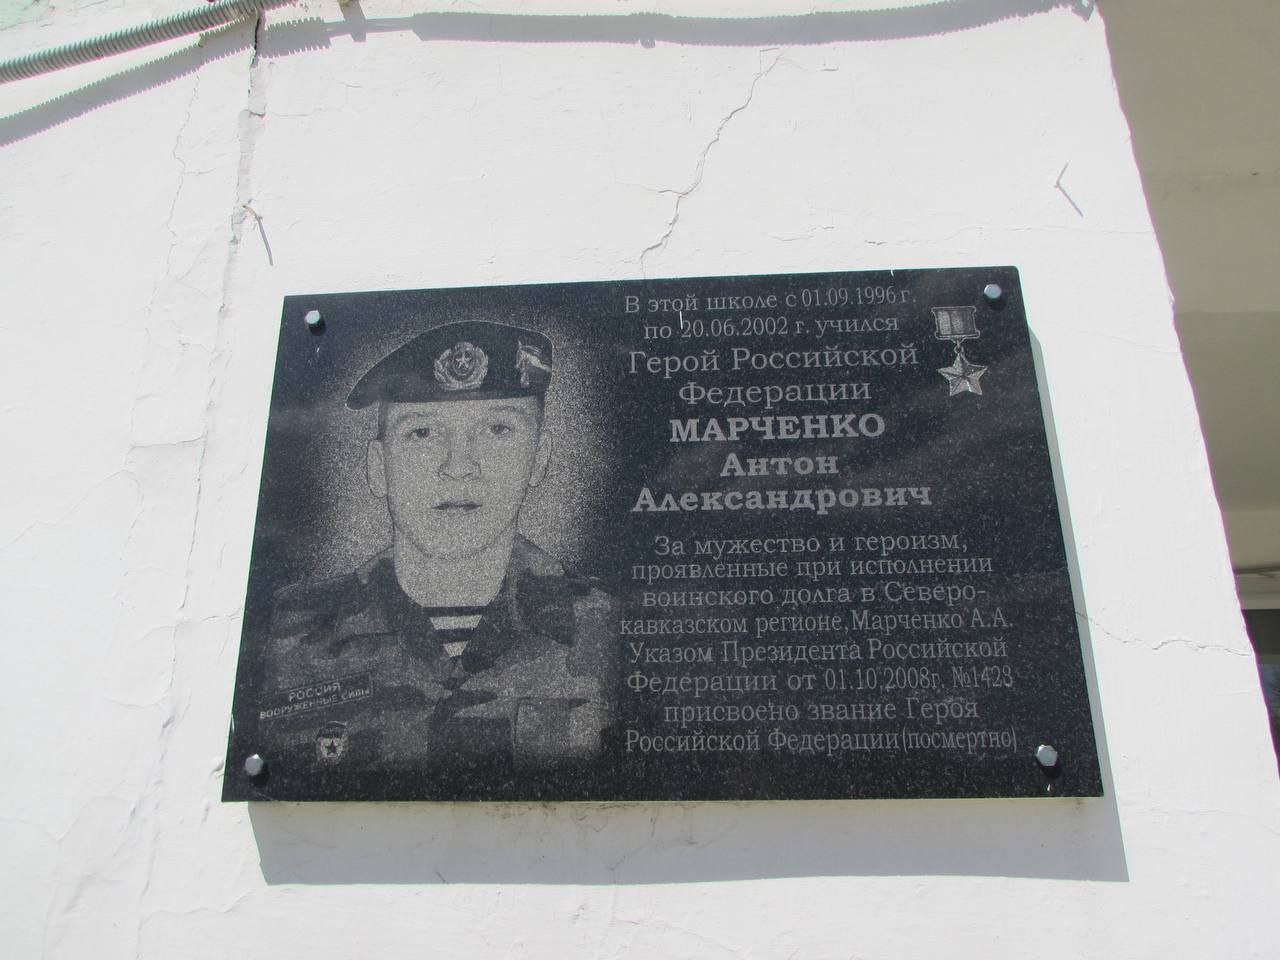 В этой школе с 01.09.1996 г.
по 20.06.2002 г. учился
Герой Российской
Федерации
МАРЧЕНКО
Антон
Александрович
За мужество и героизм,
проявленные при исполнении
воинского долга в Северо-
кавказском регионе, Марченко А.А.
Указом Президента Российской
Федерации от 01.10.2008г. №1423
присвоено звание Героя
Российской Федерации (посмертно)
РОССИЯ
ВООРУЖЕННЫЕ СИЛЫ